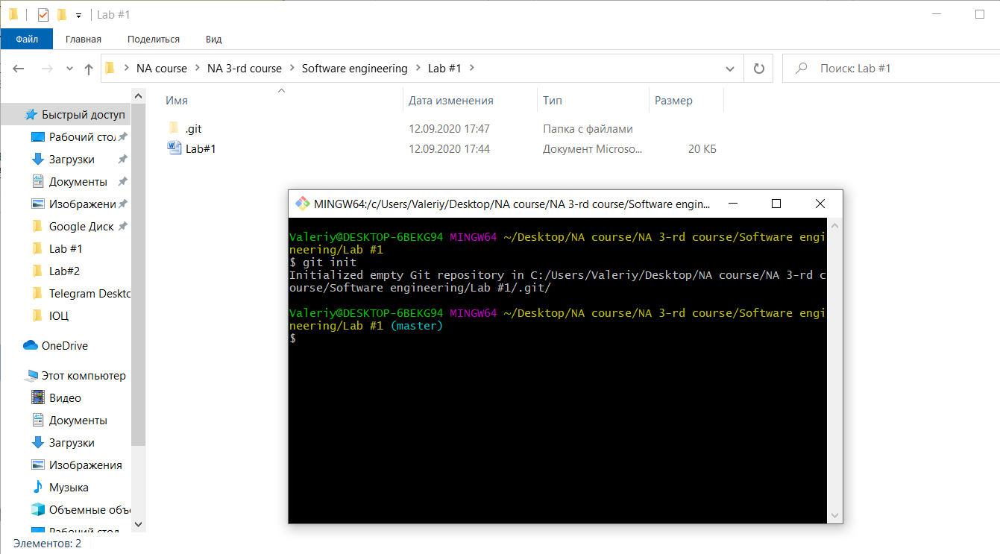 Lab #1
Файл Главная Поделиться Вид
NA course NA 3-rd course Software engineering Lab #1 Поиск: Lab #1
Имя Дата изменения Тип Размер
.git 12.09.2020 17:47 Папка с файлами
Lab#1 12.09.2020 17:44 Документ Microso... 20 КБ
Быстрый доступ
Рабочий стол
Загрузки
Документы
Изображени
Google Диск
Lab #1
Lab#2
Telegram Deskto
ІОЦ
OneDrive
Этот компьютер
Видео
Документы
Загрузки
Изображения
Музыка
Объемные объ
Рабочий стол
Элементов: 2
MINGW64:/c/Users/Valeriy/Desktop/NA course/NA 3-rd course/Software engin...
Valeriy@DESKTOP-6BEKG94 MINGW64 ~/Desktop/NA course/NA 3-rd course/Software engi
neering/Lab #1
$ git init
Initialized empty Git repository in C:/Users/Valeriy/Desktop/NA course/NA 3-rd c
ourse/Software engineering/Lab #1/.git/
Valeriy@DESKTOP-6BEKG94 MINGW64 ~/Desktop/NA course/NA 3-rd course/Software engi
neering/Lab #1 (master)
$